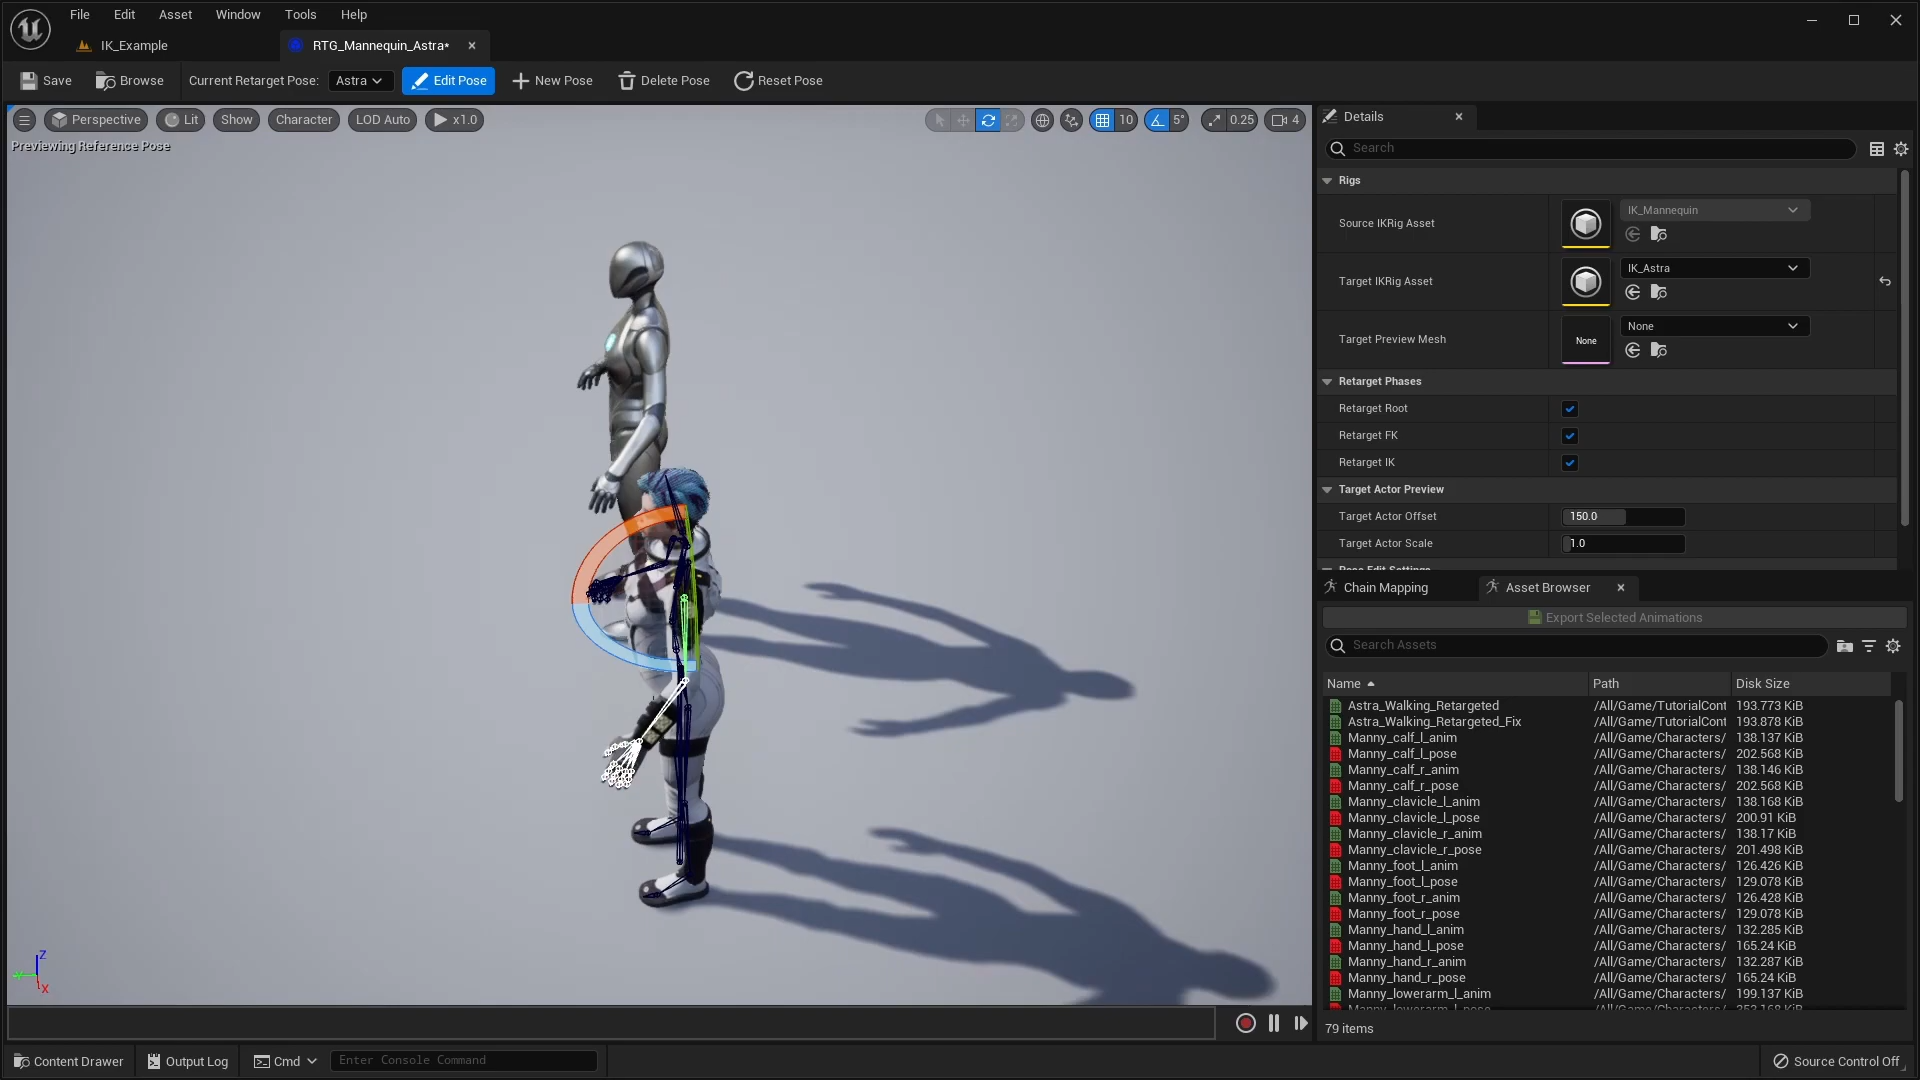 File Edit Asset Window Tools Help
IK_Example RTG_Mannequin_Astra*
Save Browse Current Retarget Pose: Astra Edit Pose New Pose Delete Pose Reset Pose
Perspective Lit Show Character LOD Auto x1.0 10 5° 0.25 4
Previewing Reference Pose
Details
Search
Rigs
Source IKRig Asset IK_Mannequin
Target IKRig Asset IK_Astra
Target Preview Mesh None None
Retarget Phases
Retarget Root
Retarget FK
Retarget IK
Target Actor Preview
Target Actor Offset 150.0
Target Actor Scale 1.0
Pose Edit Settings
Chain Mapping Asset Browser
Export Selected Animations
Search Assets
Name Path Disk Size
Astra_Walking_Retargeted /All/Game/TutorialCont 193.773 KiB
Astra_Walking_Retargeted_Fix /All/Game/TutorialCont 193.878 KiB
Manny_calf_l_anim /All/Game/Characters/ 138.137 KiB
Manny_calf_l_pose /All/Game/Characters/ 202.568 KiB
Manny_calf_r_anim /All/Game/Characters/ 138.146 KiB
Manny_calf_r_pose /All/Game/Characters/ 202.568 KiB
Manny_clavicle_l_anim /All/Game/Characters/ 138.168 KiB
Manny_clavicle_l_pose /All/Game/Characters/ 200.91 KiB
Manny_clavicle_r_anim /All/Game/Characters/ 138.17 KiB
Manny_clavicle_r_pose /All/Game/Characters/ 201.498 KiB
Manny_foot_l_anim /All/Game/Characters/ 126.426 KiB
Manny_foot_l_pose /All/Game/Characters/ 129.078 KiB
Manny_foot_r_anim /All/Game/Characters/ 126.428 KiB
Manny_foot_r_pose /All/Game/Characters/ 129.078 KiB
Manny_hand_l_anim /All/Game/Characters/ 132.285 KiB
Manny_hand_l_pose /All/Game/Characters/ 165.24 KiB
Manny_hand_r_anim /All/Game/Characters/ 132.287 KiB
Manny_hand_r_pose /All/Game/Characters/ 165.24 KiB
Manny_lowerarm_l_anim /All/Game/Characters/ 199.137 KiB
Z
X
79 items
Content Drawer Output Log Cmd Enter Console Command Source Control Off